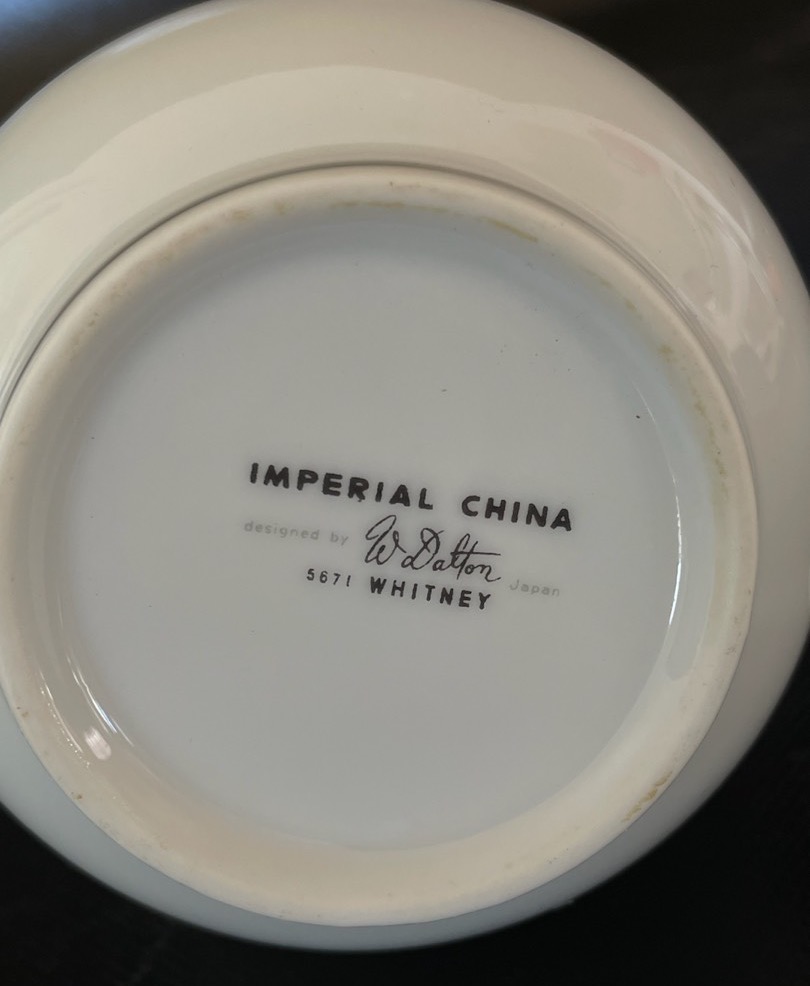 IMPERIAL CHINA
designed by W Dalton Japan
5671 WHITNEY